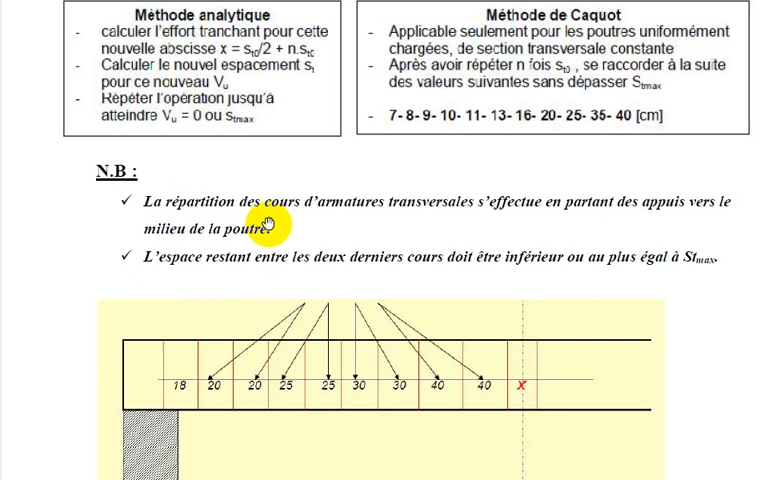 Méthode analytique
- calculer l'effort tranchant pour cette
nouvelle abscisse x = st0/2 + n.st0
- Calculer le nouvel espacement st
pour ce nouveau Vu
- Répéter l'opération jusqu'à
atteindre Vu = 0 ou stmax
Méthode de Caquot
- Applicable seulement pour les poutres uniformément
chargées, de section transversale constante
- Après avoir répéter n fois st0 , se raccorder à la suite
des valeurs suivantes sans dépasser Stmax
- 7- 8- 9- 10- 11- 13- 16- 20- 25- 35- 40 [cm]
N.B :
✓ La répartition des cours d'armatures transversales s'effectue en partant des appuis vers le
milieu de la poutre.
✓ L'espace restant entre les deux derniers cours doit être inférieur ou au plus égal à Stmax.
18 20 20 25 25 30 30 40 40 X